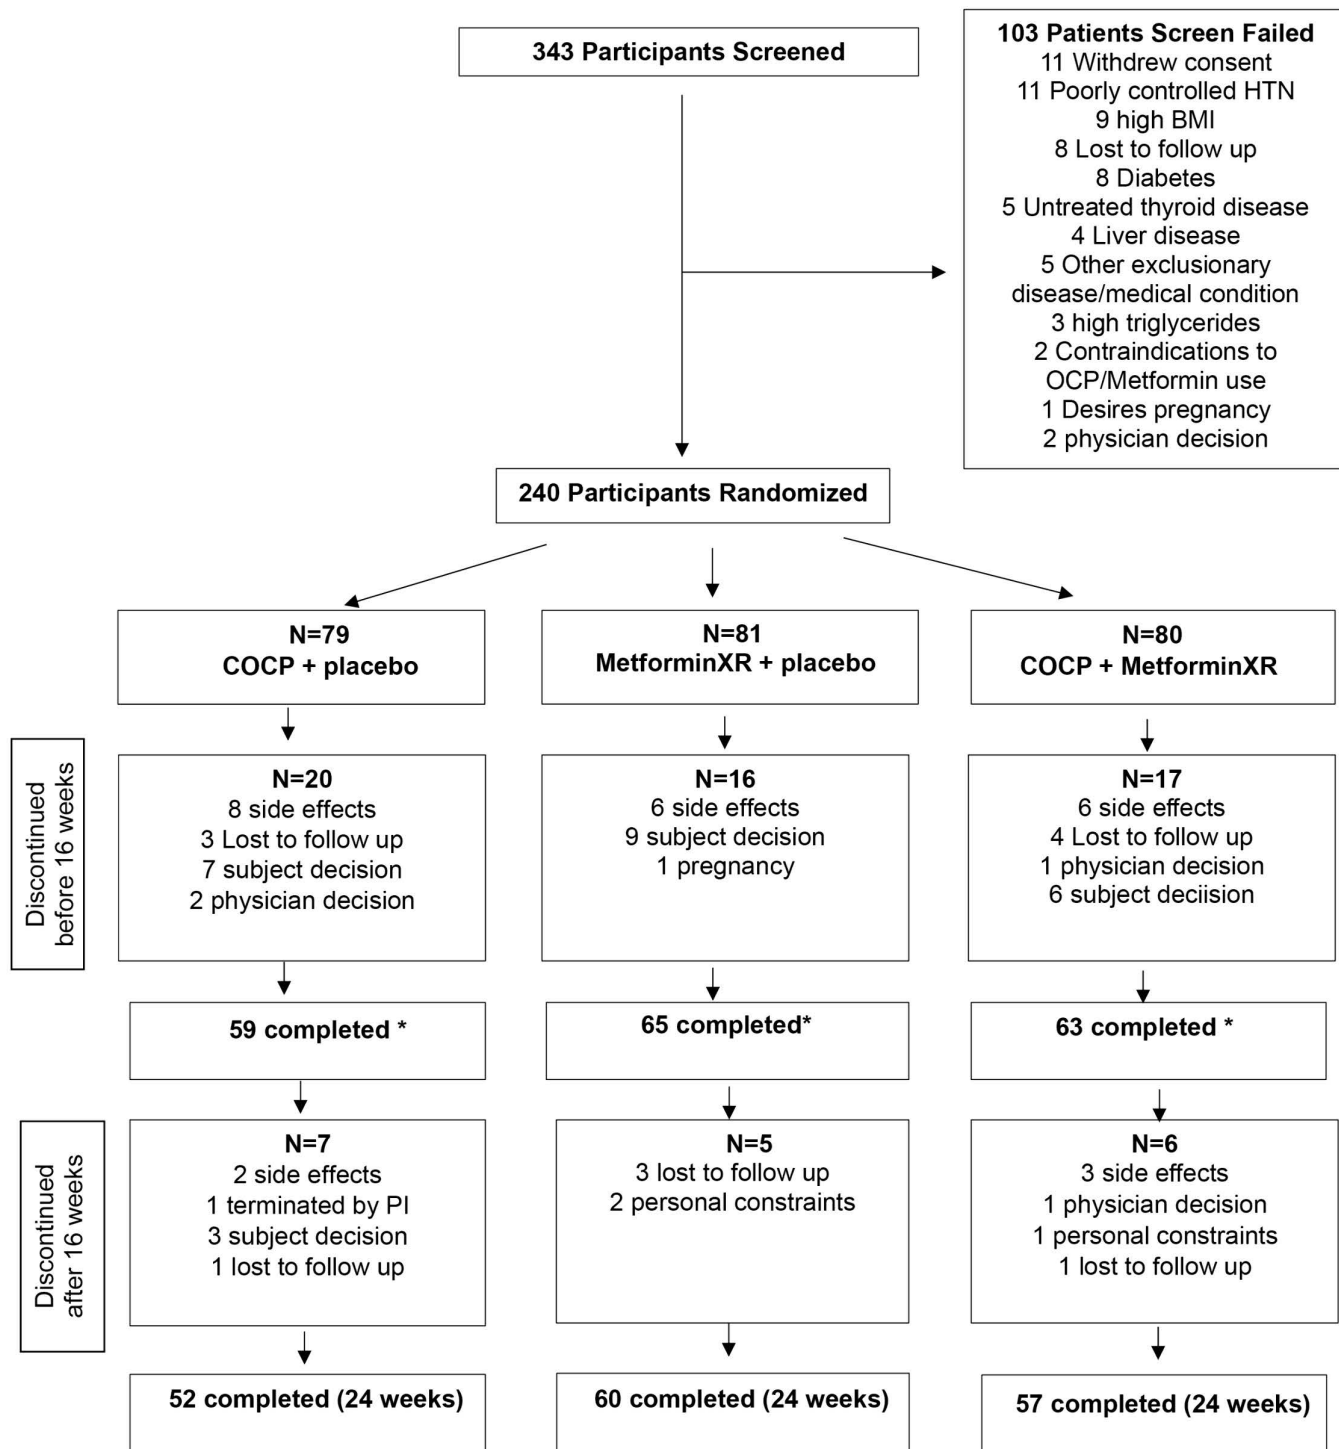 343 Participants Screened
103 Patients Screen Failed
11 Withdrew consent
11 Poorly controlled HTN
9 high BMI
8 Lost to follow up
8 Diabetes
5 Untreated thyroid disease
4 Liver disease
5 Other exclusionary
disease/medical condition
3 high triglycerides
2 Contraindications to
OCP/Metformin use
1 Desires pregnancy
2 physician decision
240 Participants Randomized
N=79
COCP + placebo
N=81
MetforminXR + placebo
N=80
COCP + MetforminXR
Discontinued
before 16 weeks
N=20
8 side effects
3 Lost to follow up
7 subject decision
2 physician decision
N=16
6 side effects
9 subject decision
1 pregnancy
N=17
6 side effects
4 Lost to follow up
1 physician decision
6 subject deciision
59 completed *
65 completed*
63 completed *
Discontinued
after 16 weeks
N=7
2 side effects
1 terminated by PI
3 subject decision
1 lost to follow up
N=5
3 lost to follow up
2 personal constraints
N=6
3 side effects
1 physician decision
1 personal constraints
1 lost to follow up
52 completed (24 weeks)
60 completed (24 weeks)
57 completed (24 weeks)